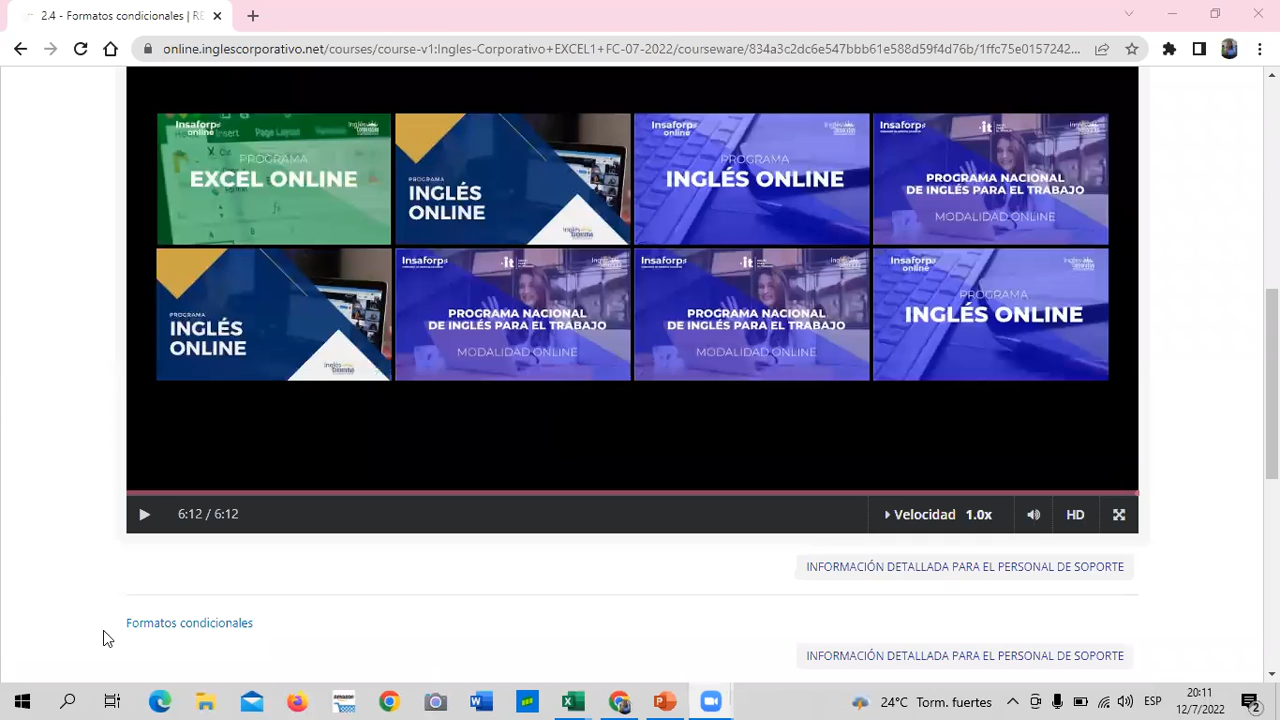 2.4 - Formatos condicionales | RE
online.inglescorporativo.net/courses/course-v1:Ingles-Corporativo+EXCEL1+FC-07-2022/courseware/
Insaforp
online
PROGRAMA
EXCEL ONLINE
PROGRAMA
INGLÉS
ONLINE
Insaforp
online
PROGRAMA
INGLÉS ONLINE
Insaforp
PROGRAMA NACIONAL
DE INGLÉS PARA EL TRABAJO
MODALIDAD ONLINE
PROGRAMA
INGLÉS
ONLINE
Insaforp
PROGRAMA NACIONAL
DE INGLÉS PARA EL TRABAJO
MODALIDAD ONLINE
Insaforp
PROGRAMA NACIONAL
DE INGLÉS PARA EL TRABAJO
MODALIDAD ONLINE
Insaforp
online
PROGRAMA
INGLÉS ONLINE
6:12 / 6:12
Velocidad 1.0x
HD
INFORMACIÓN DETALLADA PARA EL PERSONAL DE SOPORTE
Formatos condicionales
INFORMACIÓN DETALLADA PARA EL PERSONAL DE SOPORTE
24°C Torm. fuertes
ESP
20:11
12/7/2022
2